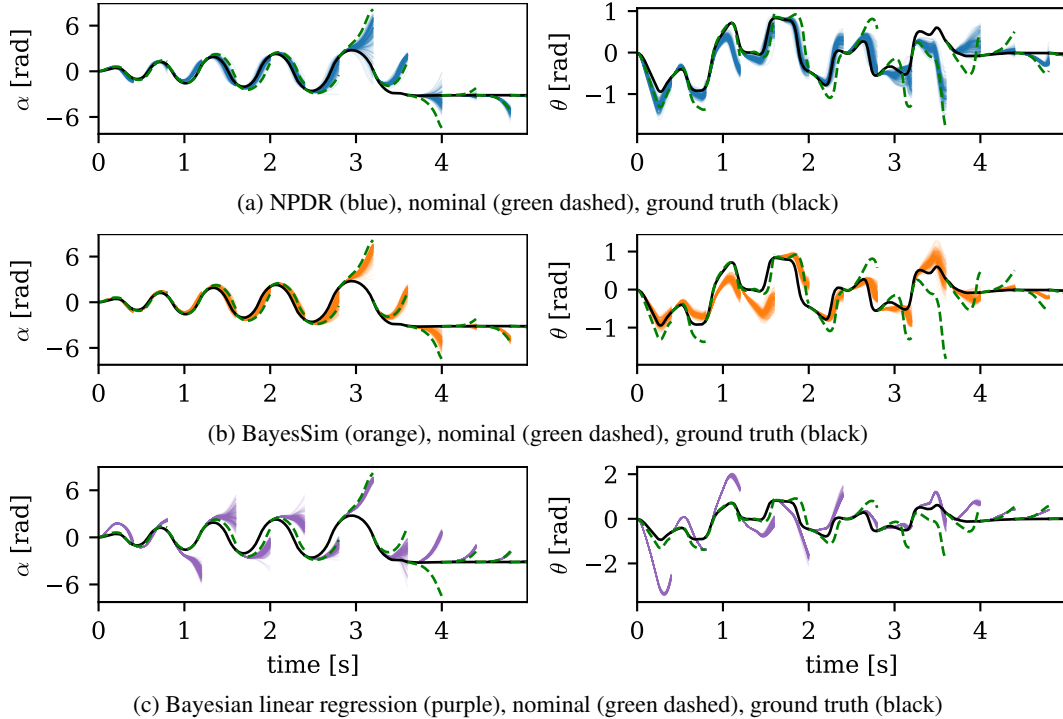 6
0
−6
α [rad]
0 1 2 3 4
1
0
−1
θ [rad]
0 1 2 3 4
(a) NPDR (blue), nominal (green dashed), ground truth (black)
6
0
−6
α [rad]
0 1 2 3 4
1
0
−1
θ [rad]
0 1 2 3 4
(b) BayesSim (orange), nominal (green dashed), ground truth (black)
6
0
−6
α [rad]
0 1 2 3 4
time [s]
2
0
−2
θ [rad]
0 1 2 3 4
time [s]
(c) Bayesian linear regression (purple), nominal (green dashed), ground truth (black)